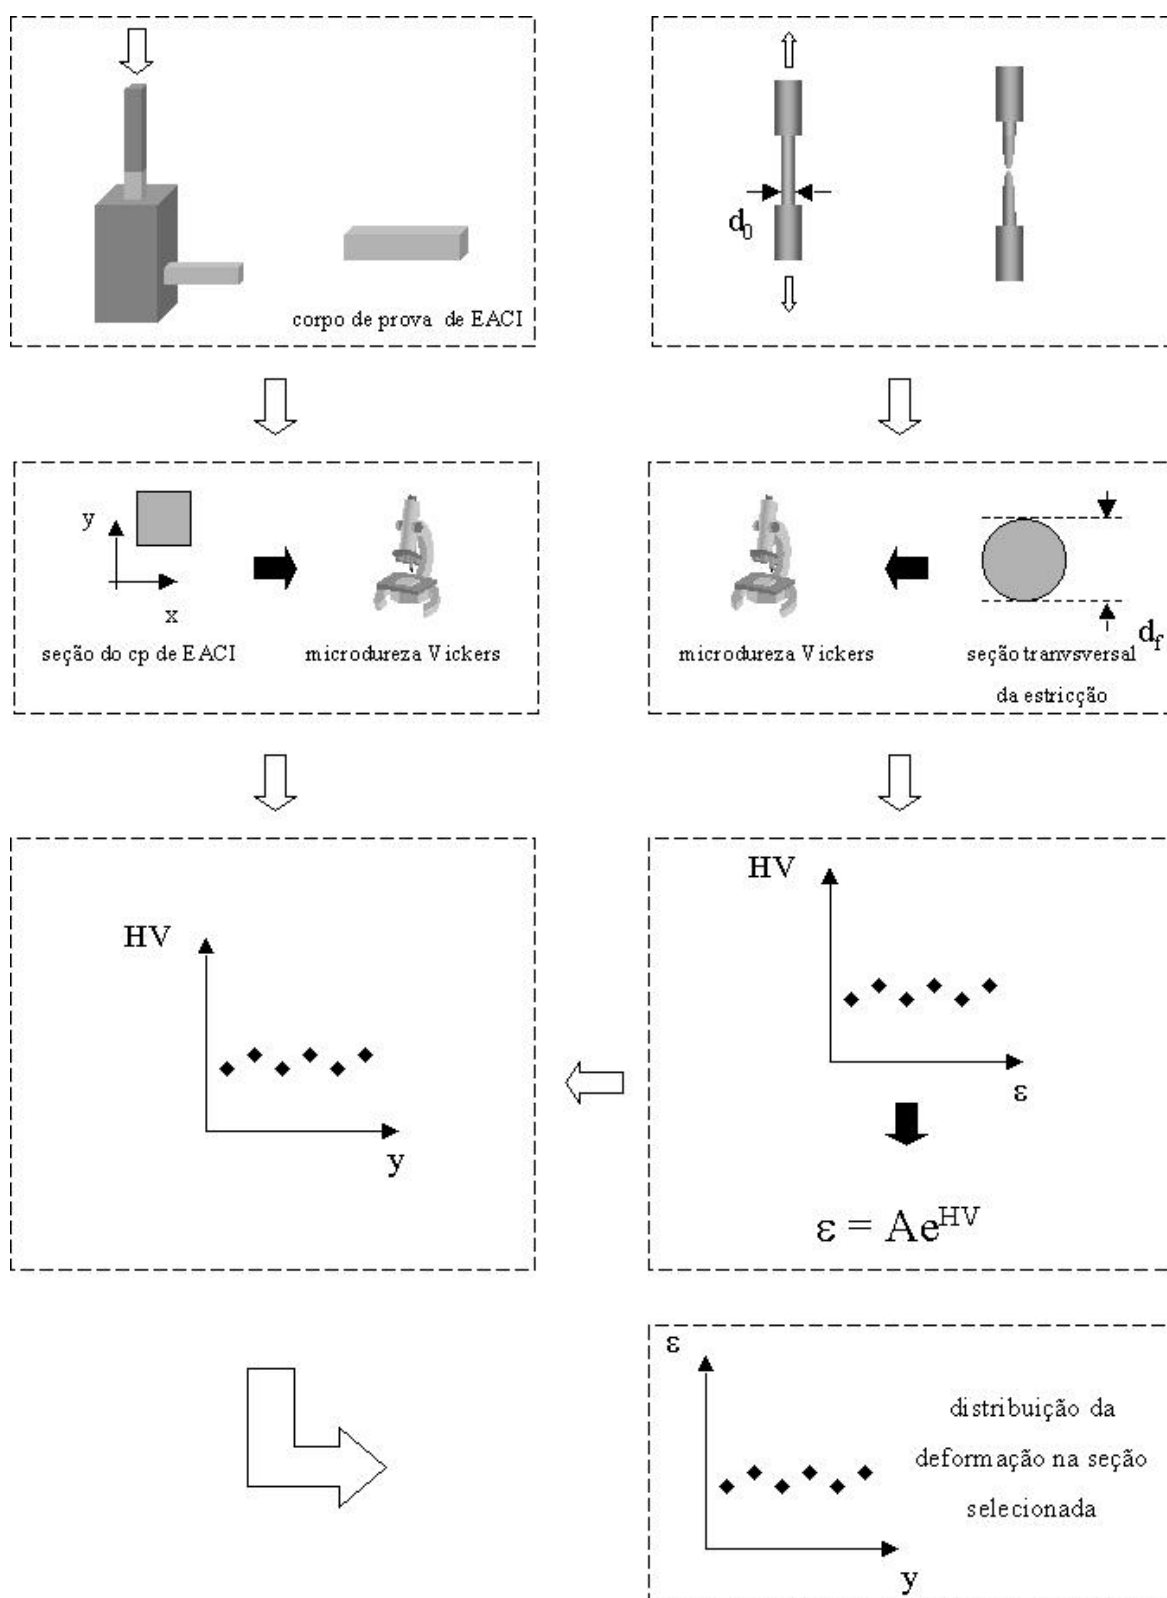 d₀
corpo de prova de EACI
y
x
seção do cp de EACI
microdureza Vickers
microdureza Vickers
d_f
seção tranvsversal
da estricção
HV
y
HV
ε
ε = Ae^HV
ε
y
distribuição da
deformação na seção
selecionada